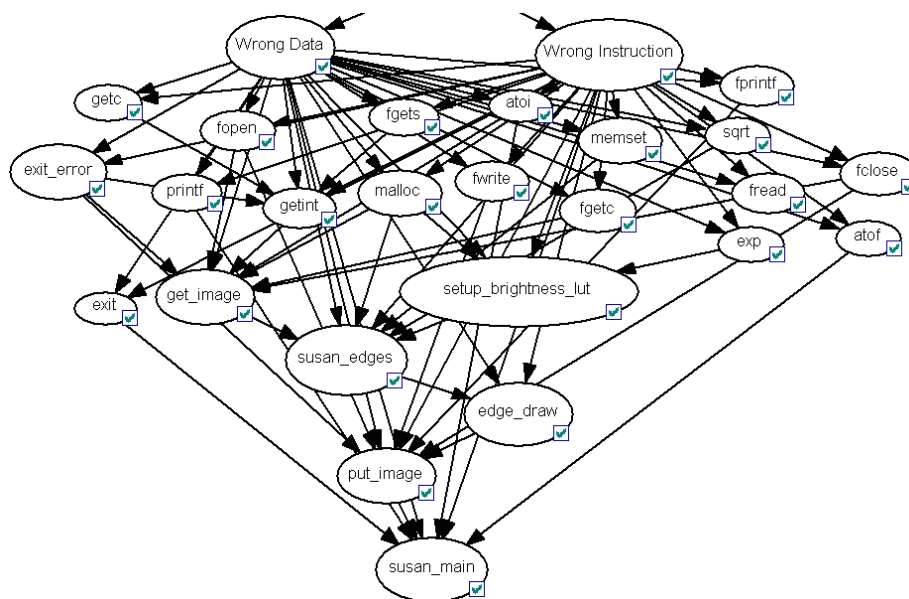 Wrong Data
Wrong Instruction
getc
fprintf
fgets
atoi
fopen
memset
sqrt
exit_error
printf
getint
malloc
fwrite
fgetc
fread
fclose
exp
atof
exit
get_image
setup_brightness_lut
susan_edges
edge_draw
put_image
susan_main